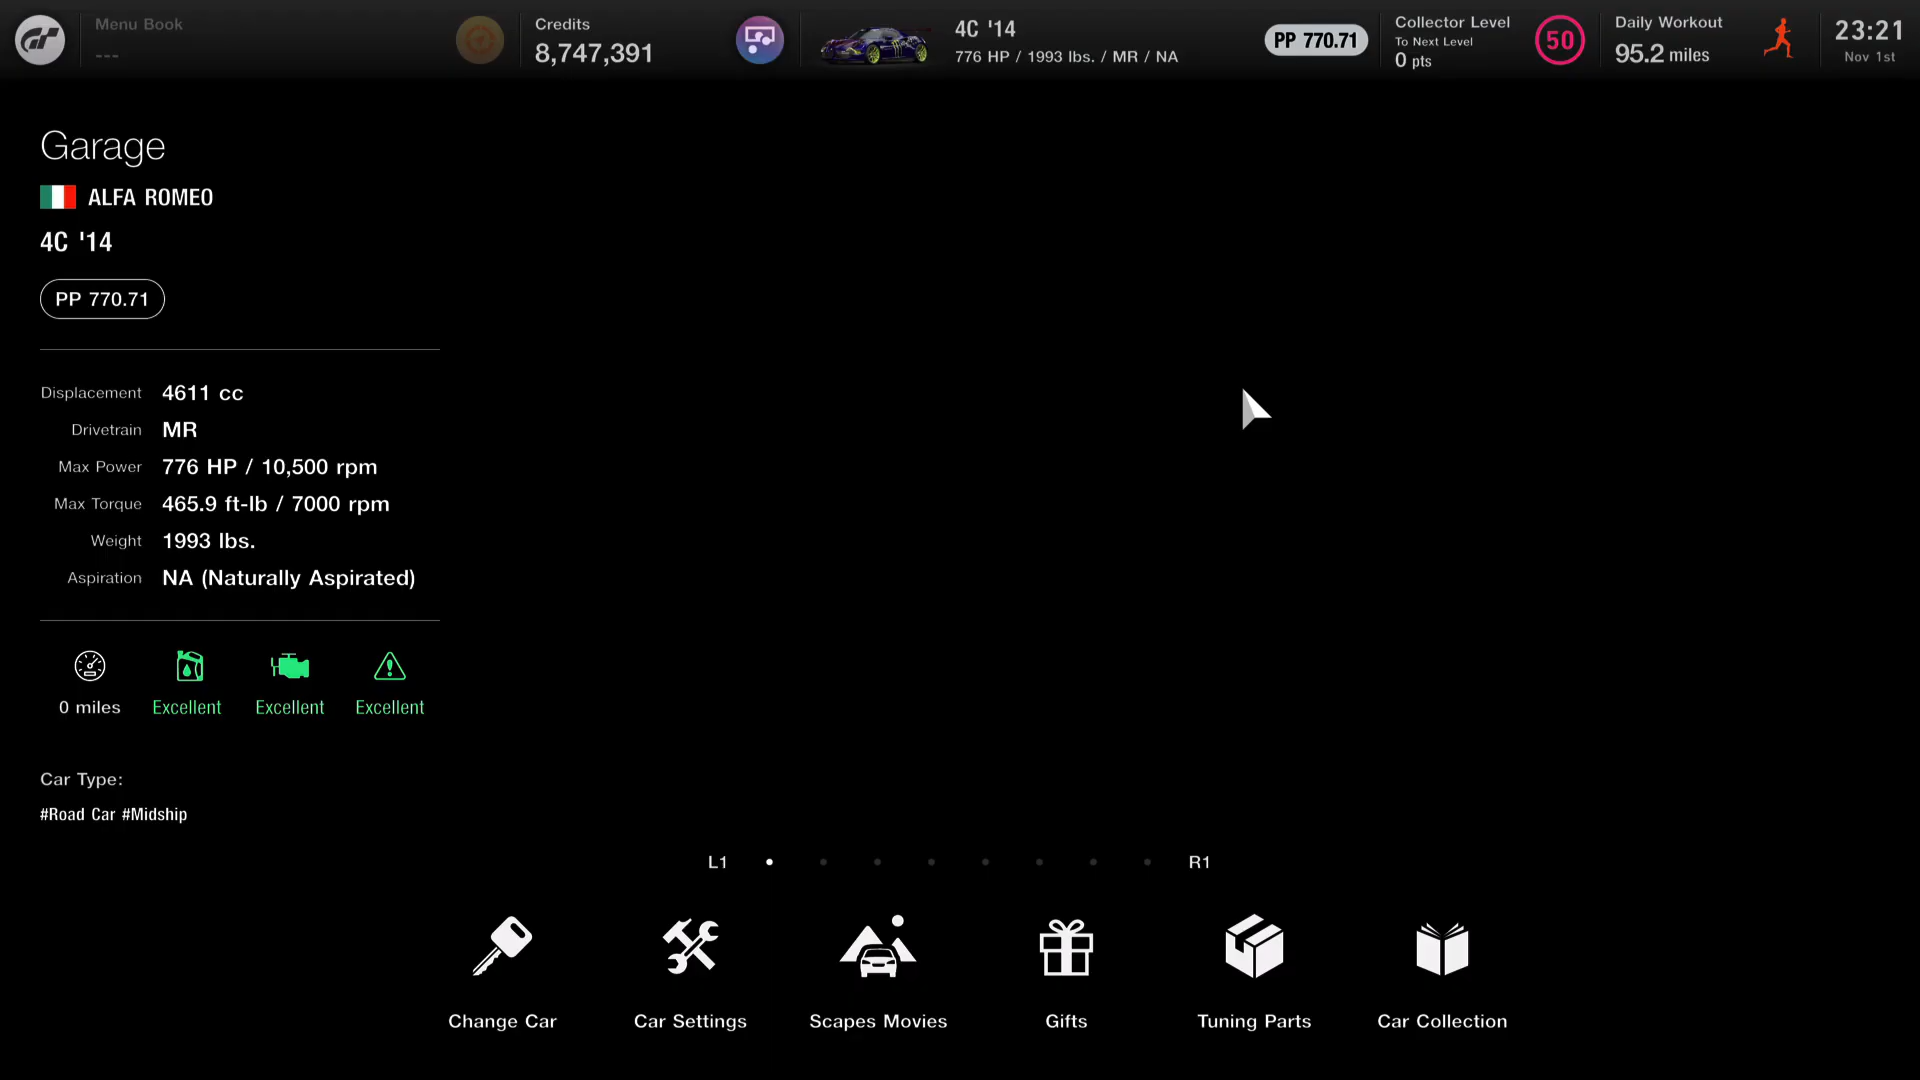 Menu Book
---
Credits
8,747,391
4C '14
776 HP / 1993 lbs. / MR / NA
PP 770.71
Collector Level
To Next Level
0 pts
50
Daily Workout
95.2 miles
23:21
Nov 1st
Garage
ALFA ROMEO
4C '14
PP 770.71
Displacement 4611 cc
Drivetrain MR
Max Power 776 HP / 10,500 rpm
Max Torque 465.9 ft-lb / 7000 rpm
Weight 1993 lbs.
Aspiration NA (Naturally Aspirated)
0 miles Excellent Excellent Excellent
Car Type:
#Road Car #Midship
L1 R1
Change Car Car Settings Scapes Movies Gifts Tuning Parts Car Collection